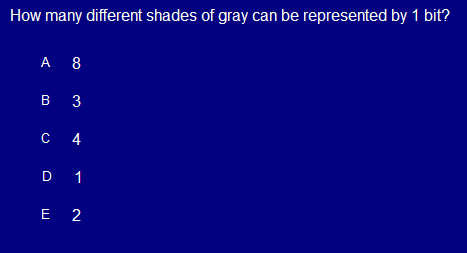 How many different shades of gray can be represented by 1 bit?
A 8
B 3
C 4
D 1
E 2